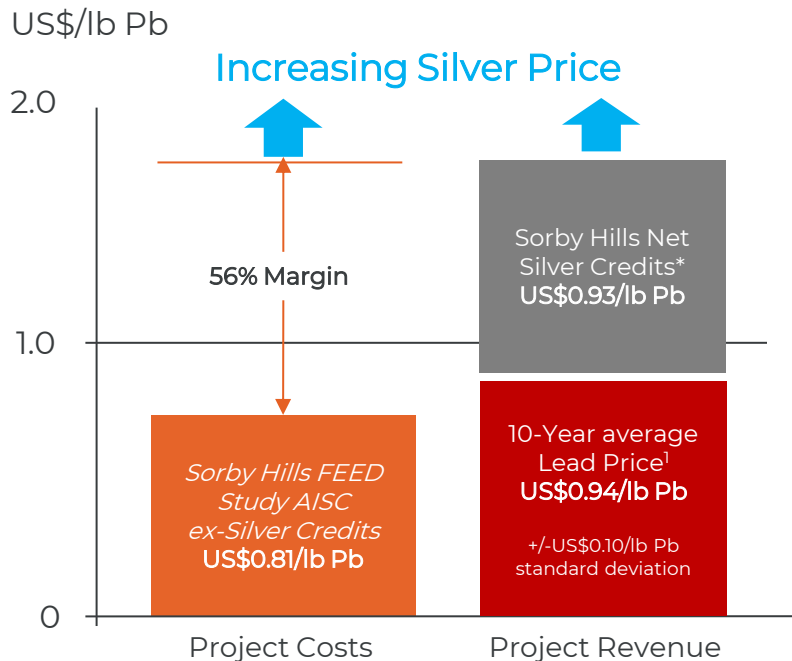 US$/lb Pb
Increasing Silver Price
2.0
1.0
0
56% Margin
Sorby Hills FEED
Study AISC
ex-Silver Credits
US$0.81/lb Pb
Sorby Hills Net
Silver Credits*
US$0.93/lb Pb
10-Year average
Lead Price¹
US$0.94/lb Pb
+/-US$0.10/lb Pb
standard deviation
Project Costs
Project Revenue